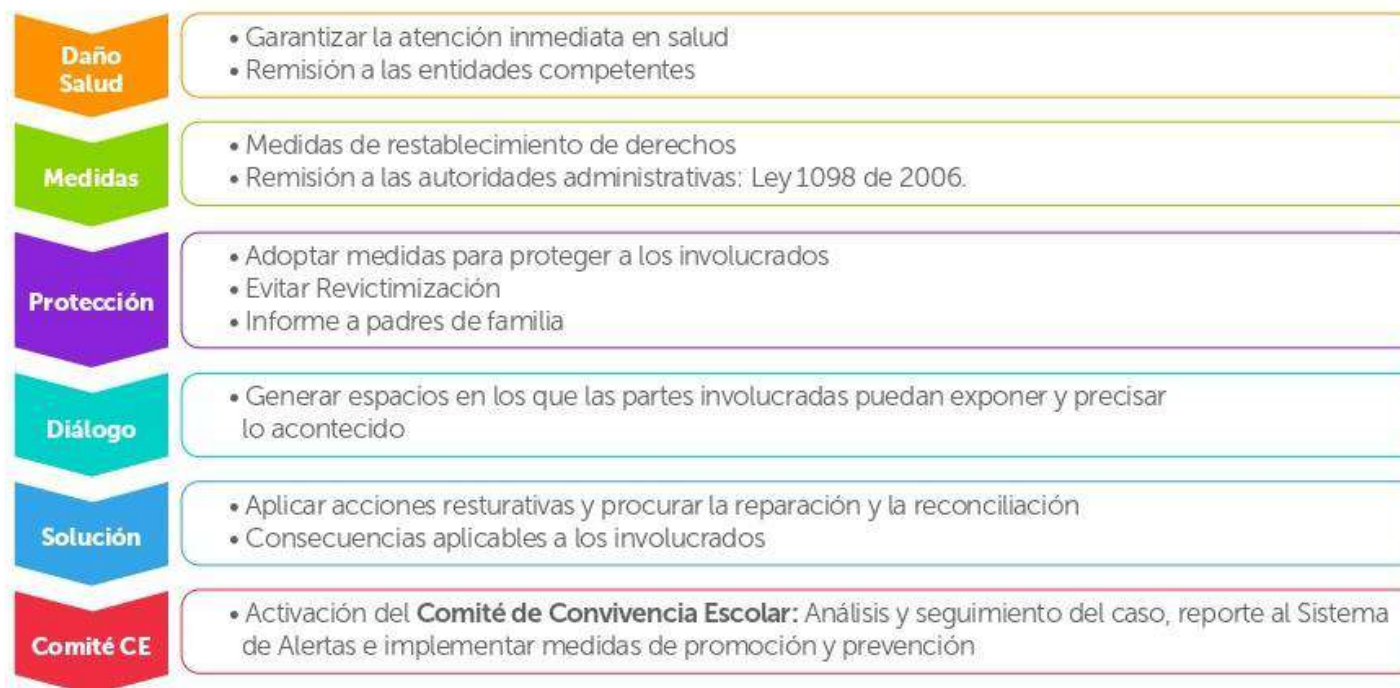 Daño
Salud
• Garantizar la atención inmediata en salud
• Remisión a las entidades competentes
Medidas
• Medidas de restablecimiento de derechos
• Remisión a las autoridades administrativas: Ley 1098 de 2006.
Protección
• Adoptar medidas para proteger a los involucrados
• Evitar Revictimización
• Informe a padres de familia
Diálogo
• Generar espacios en los que las partes involucradas puedan exponer y precisar
lo acontecido
Solución
• Aplicar acciones resturativas y procurar la reparación y la reconciliación
• Consecuencias aplicables a los involucrados
Comité CE
• Activación del Comité de Convivencia Escolar: Análisis y seguimiento del caso, reporte al Sistema
de Alertas e implementar medidas de promoción y prevención